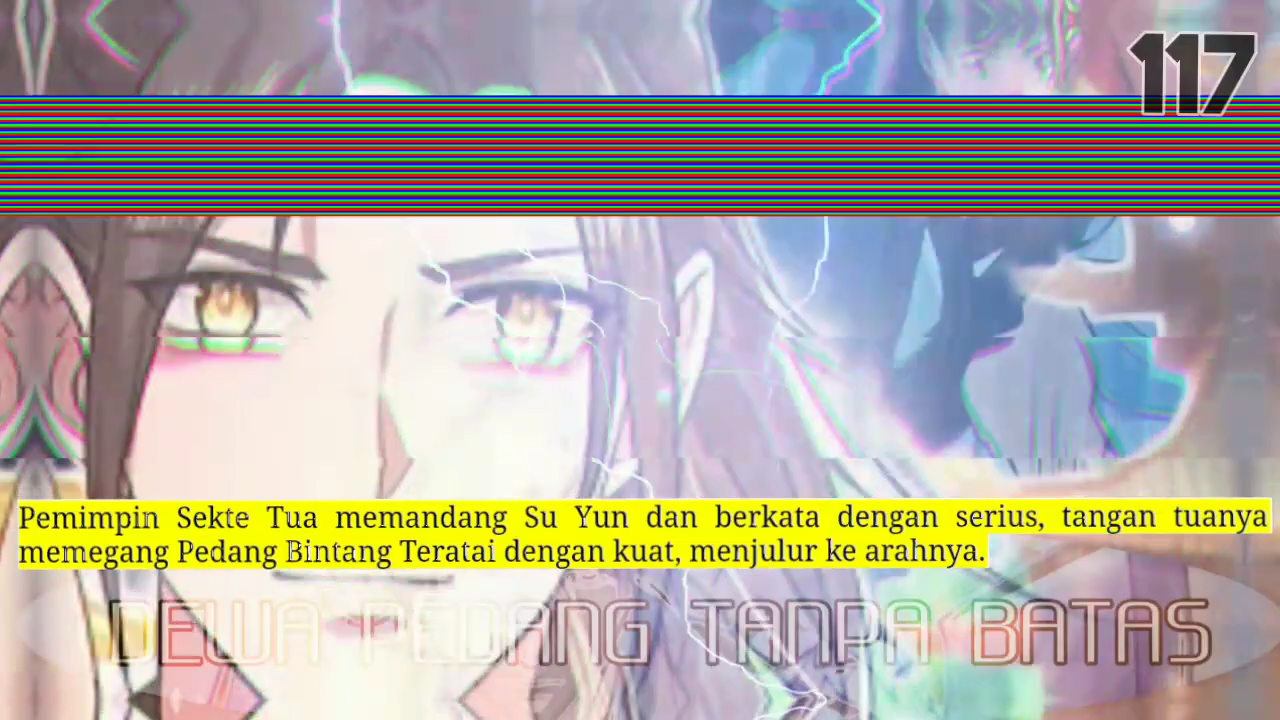 117
Pemimpin Sekte Tua memandang Su Yun dan berkata dengan serius, tangan tuanya
memegang Pedang Bintang Teratai dengan kuat, menjulur ke arahnya.
DEWA PEDANG TANPA BATAS